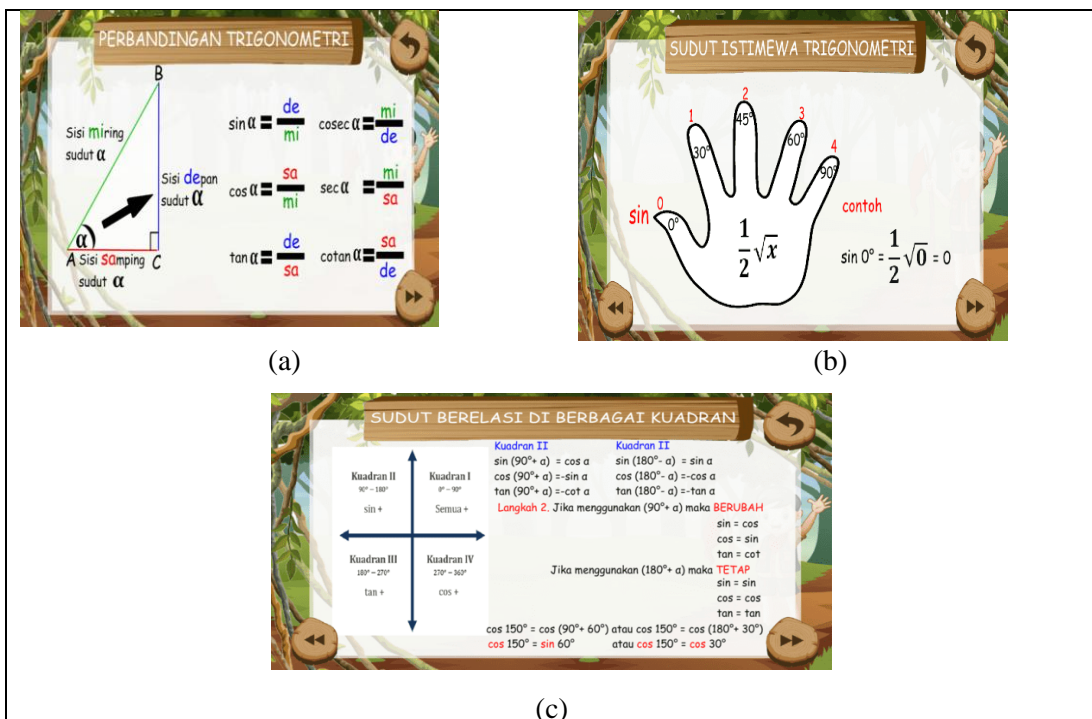 PERBANDINGAN TRIGONOMETRI
B
Sisi miring
sudut α
Sisi depan
sudut α
α
A
C
Sisi samping
sudut α
sin α = de/mi
cosec α = mi/de
cos α = sa/mi
sec α = mi/sa
tan α = de/sa
cotan α = sa/de
(a)
SUDUT ISTIMEWA TRIGONOMETRI
sin
0 1 2 3 4
0° 30° 45° 60° 90°
1/2 √x
contoh
sin 0° = 1/2 √0 = 0
(b)
SUDUT BERELASI DI BERBAGAI KUADRAN
Kuadran II
90° – 180°
sin +
Kuadran I
0° – 90°
Semua +
Kuadran III
180° – 270°
tan +
Kuadran IV
270° – 360°
cos +
Kuadran II
sin (90°+ a) = cos a
cos (90°+ a) =-sin a
tan (90°+ a) =-cot a
Kuadran II
sin (180°- a) = sin a
cos (180°- a) =-cos a
tan (180°- a) =-tan a
Langkah 2. Jika menggunakan (90°+ a) maka BERUBAH
sin = cos
cos = sin
tan = cot
Jika menggunakan (180°+ a) maka TETAP
sin = sin
cos = cos
tan = tan
cos 150° = cos (90°+ 60°) atau cos 150° = cos (180°+ 30°)
cos 150° = sin 60° atau cos 150° = cos 30°
(c)